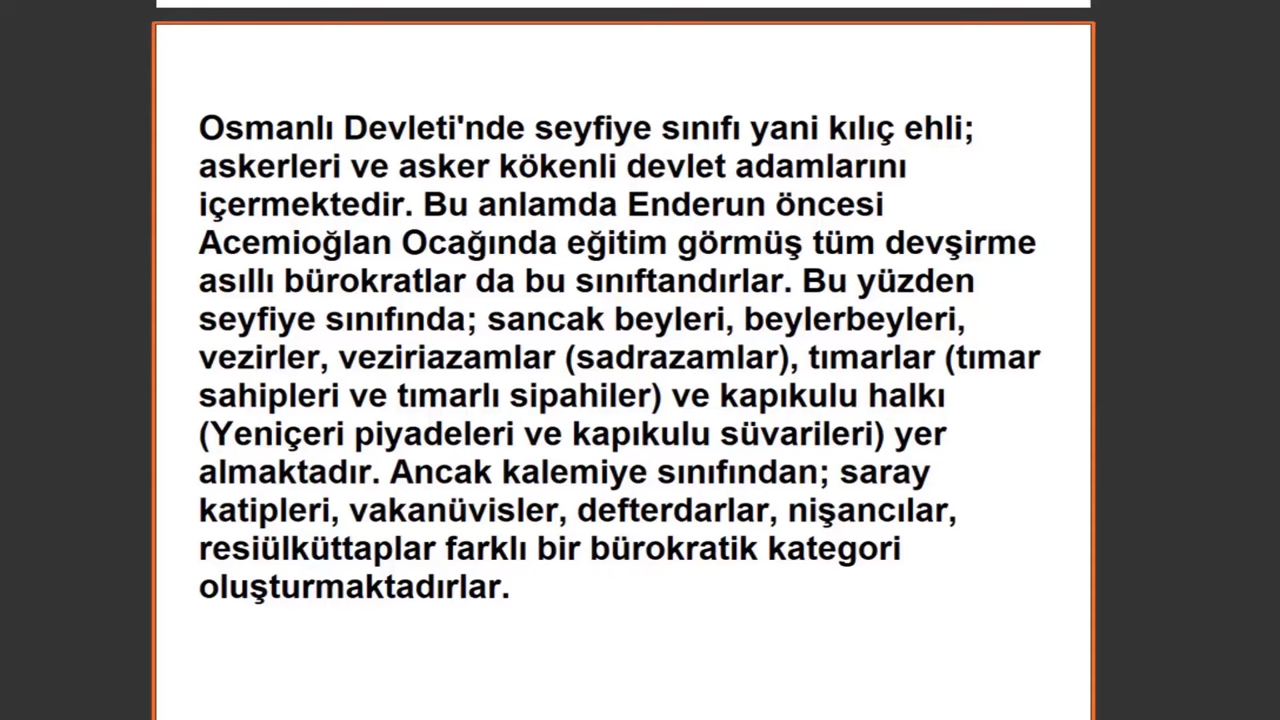 Osmanlı Devleti'nde seyfiye sınıfı yani kılıç ehli;
askerleri ve asker kökenli devlet adamlarını
içermektedir. Bu anlamda Enderun öncesi
Acemioğlan Ocağında eğitim görmüş tüm devşirme
asıllı bürokratlar da bu sınıftandırlar. Bu yüzden
seyfiye sınıfında; sancak beyleri, beylerbeyleri,
vezirler, veziriazamlar (sadrazamlar), tımarlar (tımar
sahipleri ve tımarlı sipahiler) ve kapıkulu halkı
(Yeniçeri piyadeleri ve kapıkulu süvarileri) yer
almaktadır. Ancak kalemiye sınıfından; saray
katipleri, vakanüvisler, defterdarlar, nişancılar,
resiülküttaplar farklı bir bürokratik kategori
oluşturmaktadırlar.